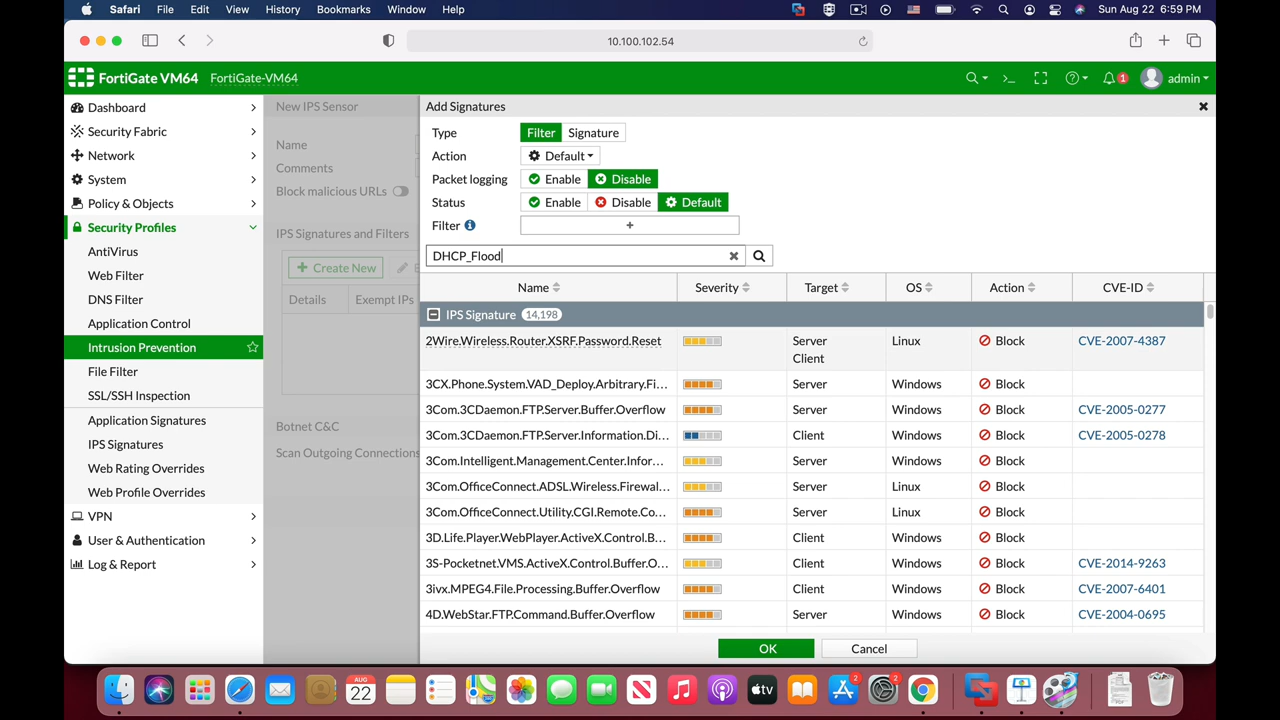 Safari File Edit View History Bookmarks Window Help Sun Aug 22 6:59 PM
10.100.102.54
FortiGate VM64 FortiGate-VM64 1 admin
Dashboard
Security Fabric
Network
System
Policy & Objects
Security Profiles
AntiVirus
Web Filter
DNS Filter
Application Control
Intrusion Prevention
File Filter
SSL/SSH Inspection
Application Signatures
IPS Signatures
Web Rating Overrides
Web Profile Overrides
VPN
User & Authentication
Log & Report
New IPS Sensor
Name
Comments
Block malicious URLs
IPS Signatures and Filters
Create New
Details Exempt IPs
Botnet C&C
Scan Outgoing Connections
Add Signatures
Type Filter Signature
Action Default
Packet logging Enable Disable
Status Enable Disable Default
Filter +
DHCP_Flood
Name Severity Target OS Action CVE-ID
IPS Signature 14,198
2Wire.Wireless.Router.XSRF.Password.Reset Server Linux Block CVE-2007-4387
Client
3CX.Phone.System.VAD_Deploy.Arbitrary.Fi... Server Windows Block
3Com.3CDaemon.FTP.Server.Buffer.Overflow Server Windows Block CVE-2005-0277
3Com.3CDaemon.FTP.Server.Information.Di... Client Windows Block CVE-2005-0278
3Com.Intelligent.Management.Center.Infor... Server Windows Block
3Com.OfficeConnect.ADSL.Wireless.Firewal... Server Linux Block
3Com.OfficeConnect.Utility.CGI.Remote.Co... Server Linux Block
3D.Life.Player.WebPlayer.ActiveX.Control.B... Client Windows Block
3S-Pocketnet.VMS.ActiveX.Control.Buffer.O... Client Windows Block CVE-2014-9263
3ivx.MPEG4.File.Processing.Buffer.Overflow Client Windows Block CVE-2007-6401
4D.WebStar.FTP.Command.Buffer.Overflow Server Windows Block CVE-2004-0695
OK Cancel
AUG
22
tv
2
2